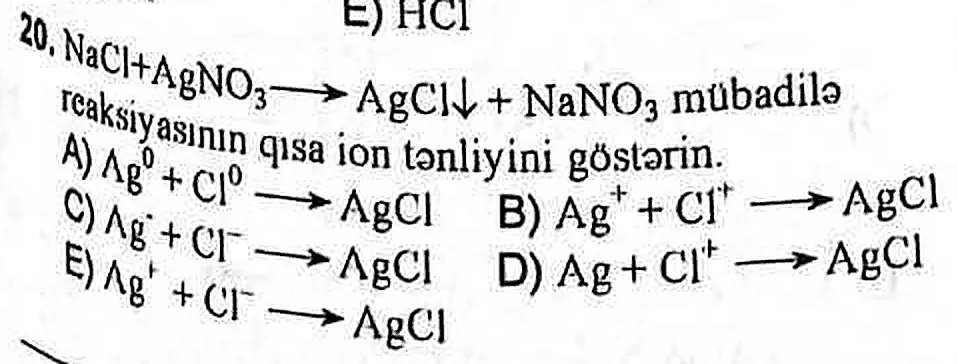 E) HCl
20. NaCl+AgNO₃ ⟶ AgCl↓ + NaNO₃ mübadilə
reaksiyasının qısa ion tənliyini göstərin.
A) Ag⁰ + Cl⁰ ⟶ AgCl B) Ag⁺ + Cl⁺ ⟶ AgCl
C) Ag⁻ + Cl⁻ ⟶ AgCl D) Ag + Cl⁺ ⟶ AgCl
E) Ag⁺ + Cl⁻ ⟶ AgCl